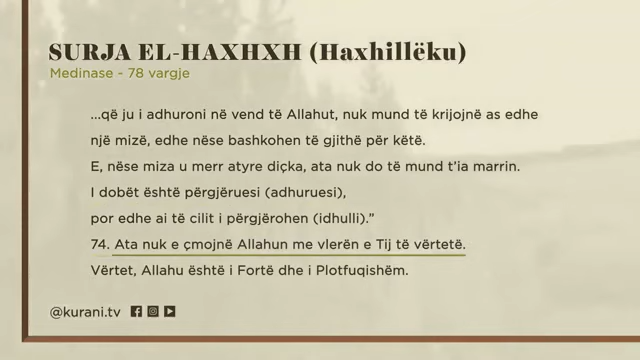 SURJA EL-HAXHXH (Haxhillëku)
Medinase - 78 vargje
...që ju i adhuroni në vend të Allahut, nuk mund të krijojnë as edhe
një mizë, edhe nëse bashkohen të gjithë për këtë.
E, nëse miza u merr atyre diçka, ata nuk do të mund t'ia marrin.
I dobët është përgjëruesi (adhuruesi),
por edhe ai të cilit i përgjërohen (idhulli)."
74. Ata nuk e çmojnë Allahun me vlerën e Tij të vërtetë.
Vërtet, Allahu është i Fortë dhe i Plotfuqishëm.
@kurani.tv